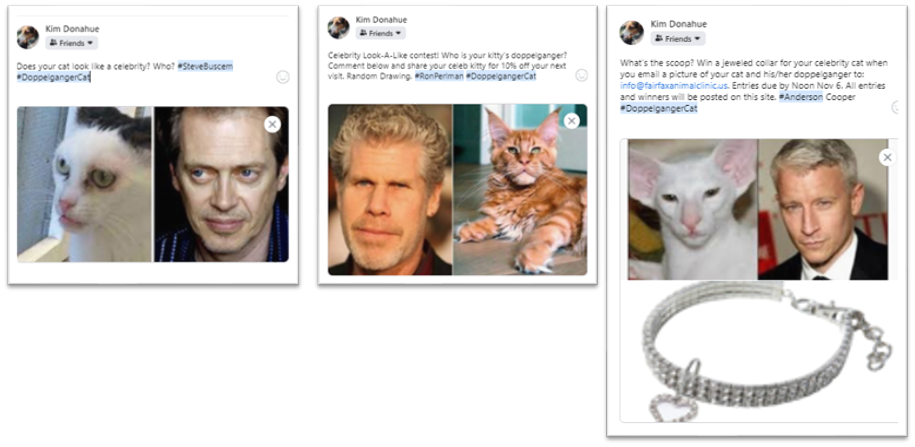 Kim Donahue
Friends
Does your cat look like a celebrity? Who? #SteveBuscem
#DoppelgangerCat
Kim Donahue
Friends
Celebrity Look-A-Like contest! Who is your kitty's doppelganger?
Comment below and share your celeb kitty for 10% off your next
visit. Random Drawing. #RonPerlman #DoppelgangerCat
Kim Donahue
Friends
What's the scoop? Win a jeweled collar for your celebrity cat when
you email a picture of your cat and his/her doppelganger to:
info@fairfaxanimalclinic.us. Entries due by Noon Nov 6. All entries
and winners will be posted on this site. #Anderson Cooper
#DoppelgangerCat